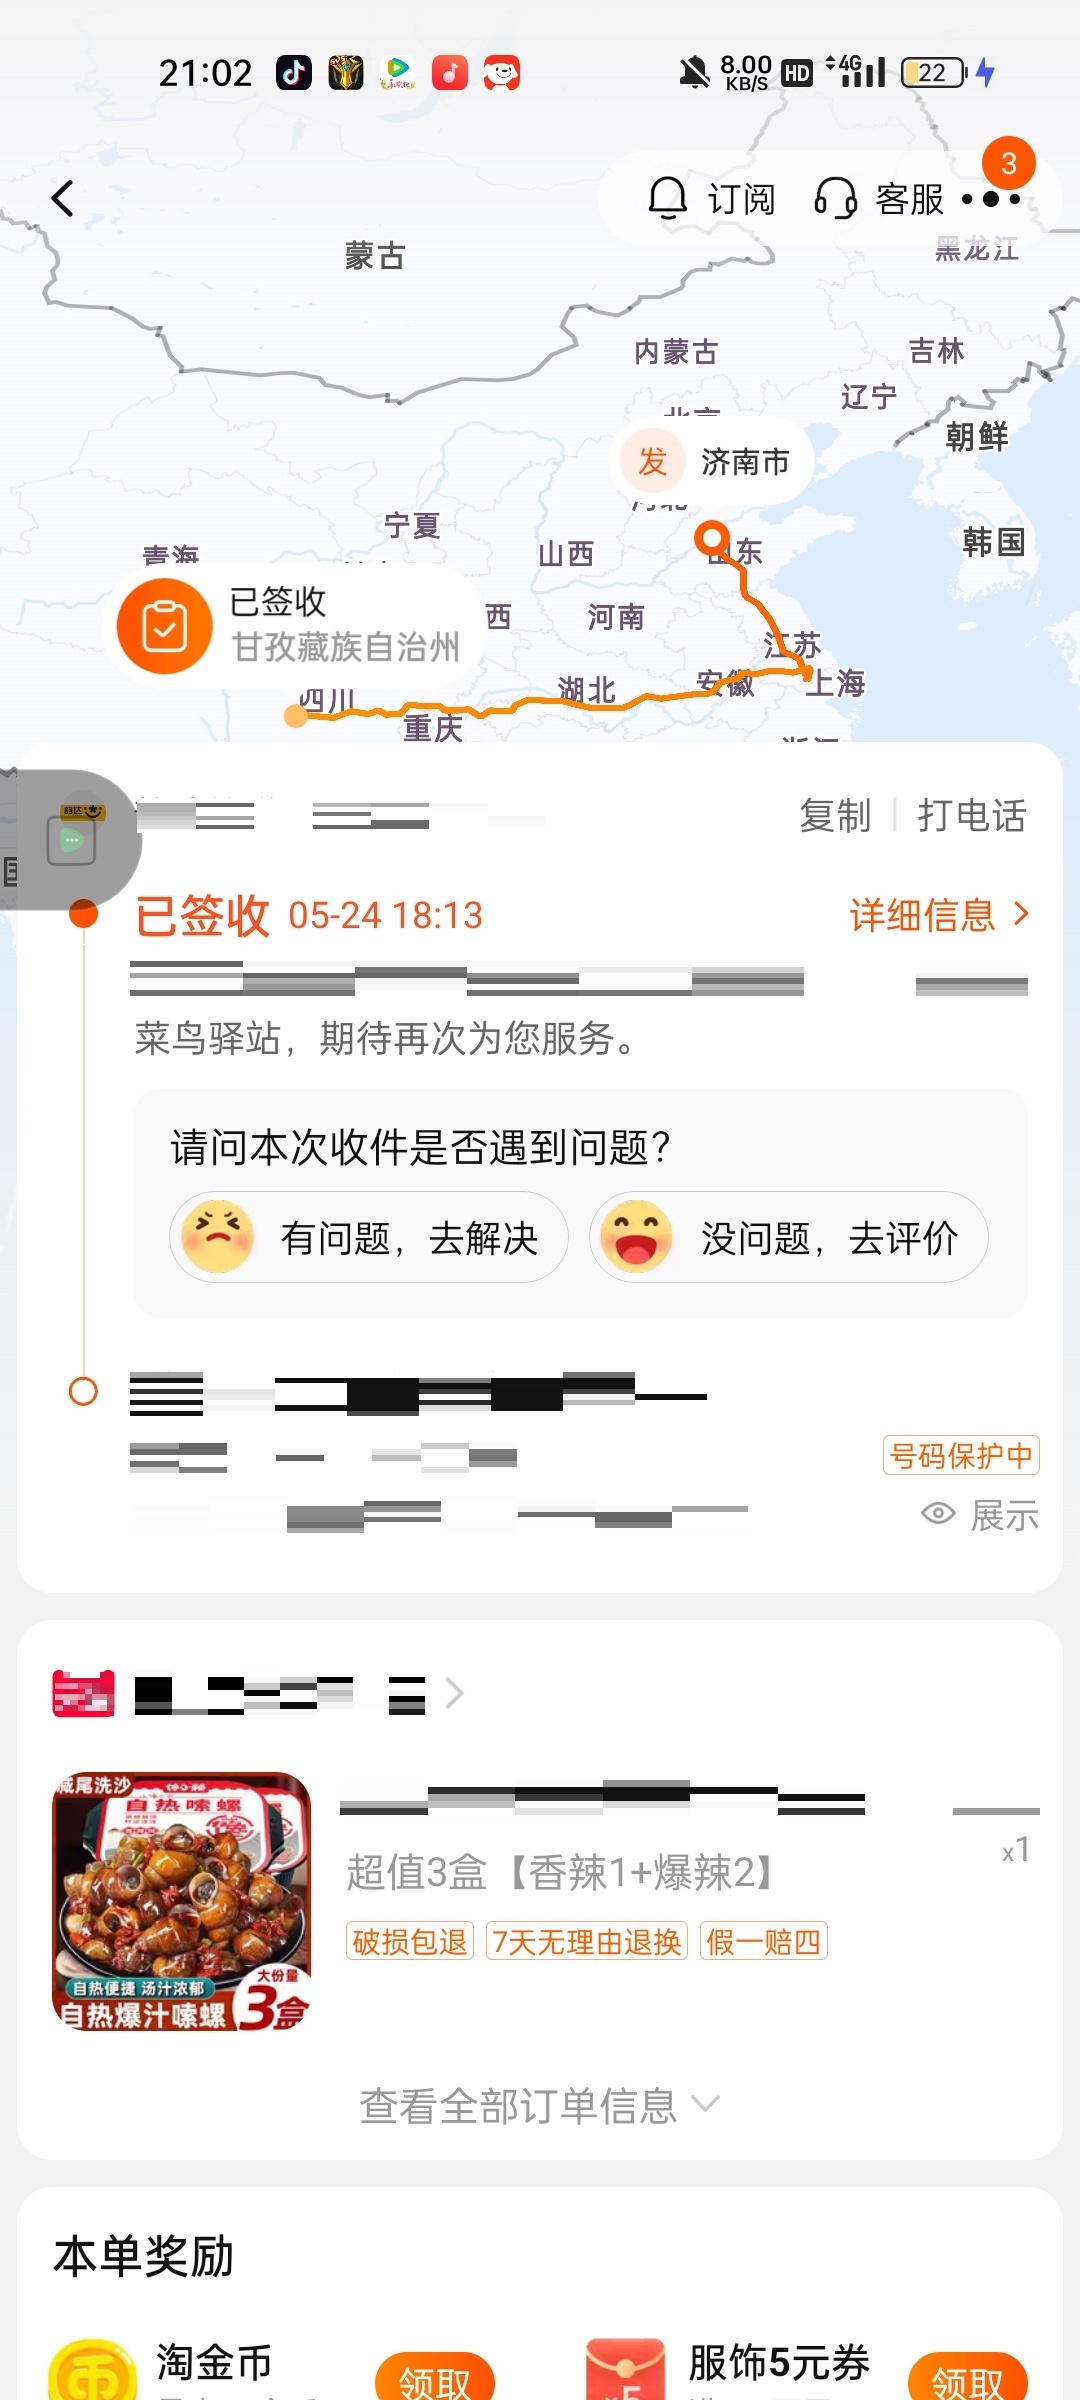 21:02
8.00 KB/S HD 4G 22
3
订阅 客服
蒙古
黑龙江
内蒙古
吉林
辽宁
北京
朝鲜
发 济南市
河北
宁夏
山西
山东
韩国
青海
已签收
甘孜藏族自治州
西
河南
江苏
安徽
上海
四川
湖北
重庆
浙江
复制 打电话
韵达
已签收 05-24 18:13
详细信息
菜鸟驿站，期待再次为您服务。
请问本次收件是否遇到问题？
有问题，去解决
没问题，去评价
号码保护中
展示
减尾洗沙
自热嗦螺
自热便捷 汤汁浓郁
自热爆汁嗦螺
大份量
3盒
x1
超值3盒【香辣1+爆辣2】
破损包退 7天无理由退换 假一赔四
查看全部订单信息
本单奖励
淘金币
领取
服饰5元券
领取